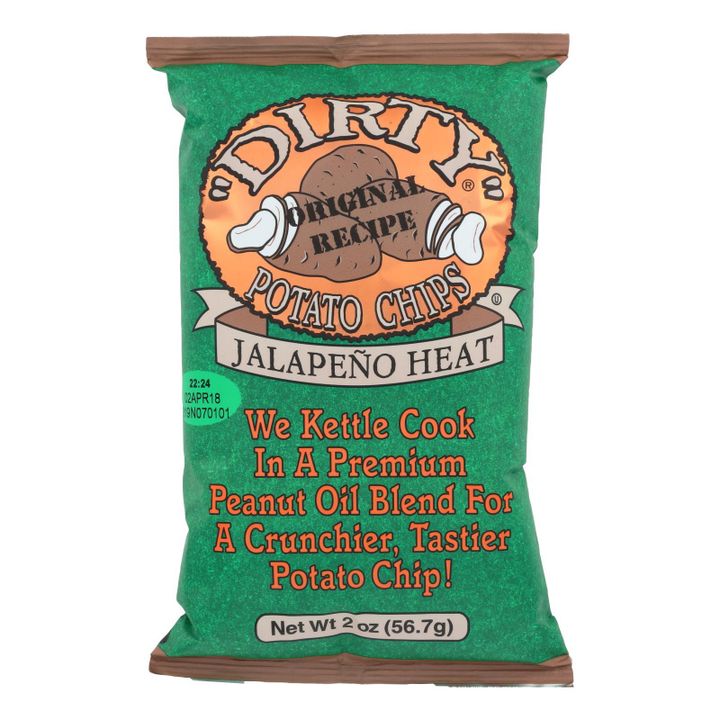 "DIRTY"®
ORIGINAL
RECIPE
POTATO CHIPS
U
JALAPEÑO HEAT
22:24
02APR18
19N070101
We Kettle Cook
In A Premium
Peanut Oil Blend For
A Crunchier, Tastier
Potato Chip!
Net Wt 2 oz (56.7g)